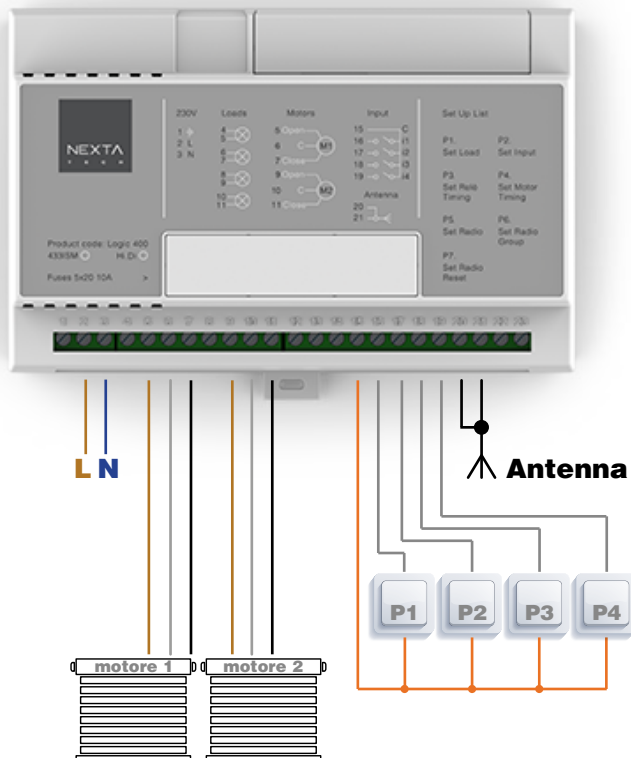 NEXTA
TECH
230V
Loads
Motors
Input
Set Up List
1
2 L
3 N
4
5
6
7
8
9
10
11
5 Open
6 C
7 Close
M1
9 Open
10 C
11 Close
M2
15 C
16 i1
17 i2
18 i3
19 i4
Antenna
20
21
P1.
Set Load
P2.
Set Input
P3
Set Rele
Timing
P4.
Set Motor
Timing
P5
Set Radio
P6.
Set Radio
Group
P7.
Set Radio
Reset
Product code: Logic 400
433ISM
Hi.Di
Fuses 5x20 10A >
L N
Antenna
P1 P2 P3 P4
motore 1 motore 2